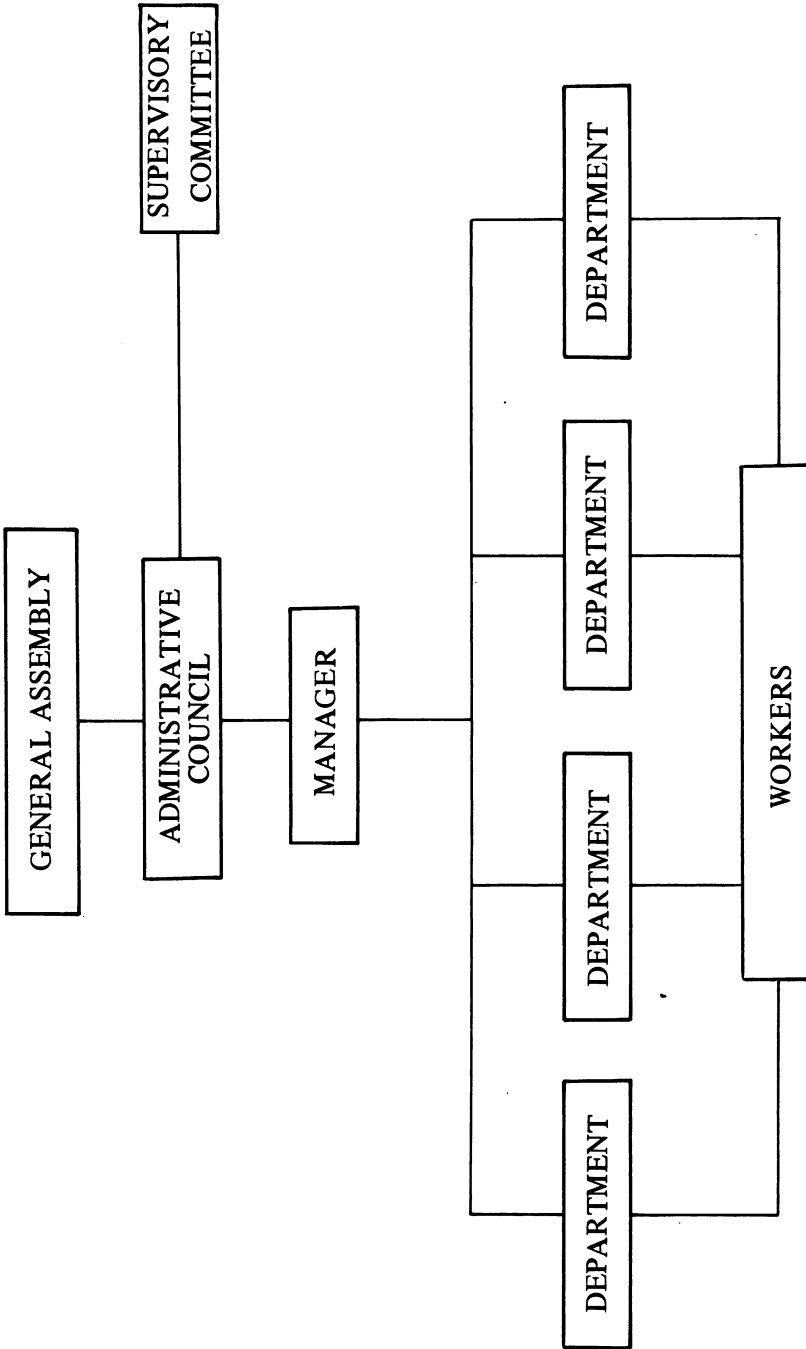 GENERAL ASSEMBLY
ADMINISTRATIVE
COUNCIL
SUPERVISORY
COMMITTEE
MANAGER
DEPARTMENT
DEPARTMENT
DEPARTMENT
DEPARTMENT
WORKERS